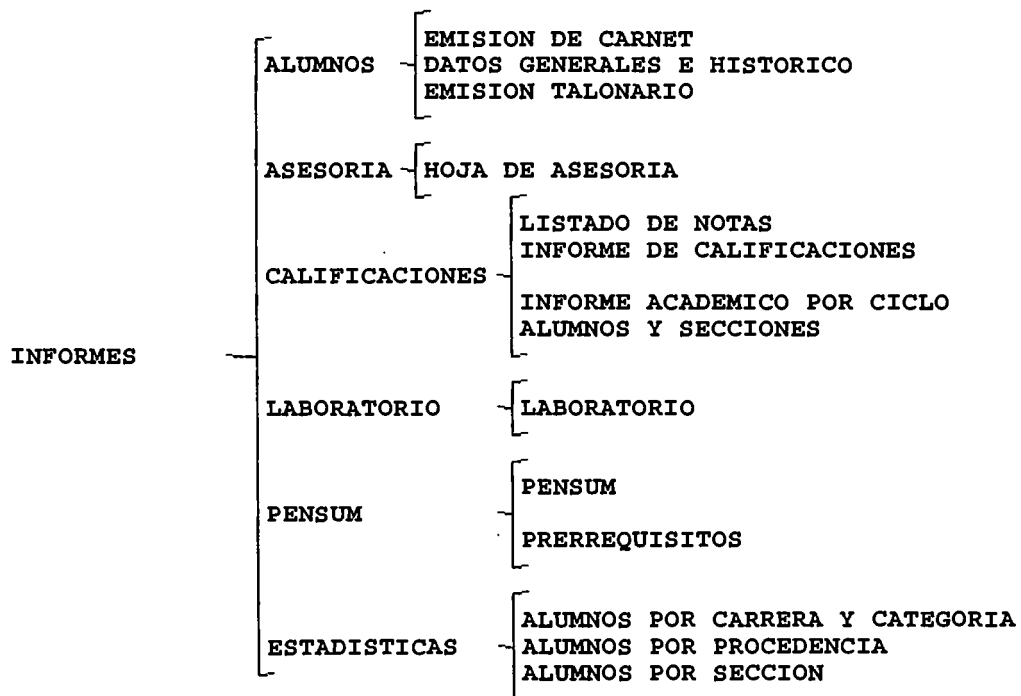 EMISION DE CARNET
ALUMNOS DATOS GENERALES E HISTORICO
EMISION TALONARIO
ASESORIA HOJA DE ASESORIA
LISTADO DE NOTAS
INFORME DE CALIFICACIONES
CALIFICACIONES
INFORME ACADEMICO POR CICLO
ALUMNOS Y SECCIONES
INFORMES
LABORATORIO LABORATORIO
PENSUM
PENSUM
PRERREQUISITOS
ALUMNOS POR CARRERA Y CATEGORIA
ESTADISTICAS ALUMNOS POR PROCEDENCIA
ALUMNOS POR SECCION